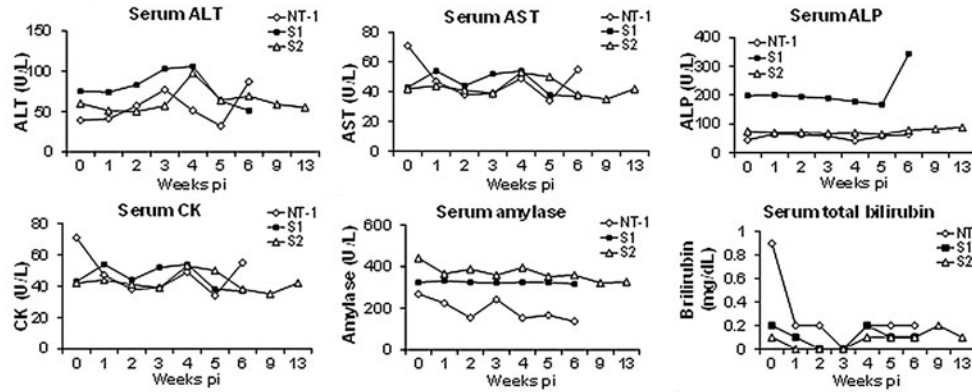 Serum ALT
NT-1
S1
S2
ALT (U/L)
150
100
50
0
0 1 2 3 4 5 6 9 13
Weeks pi
Serum AST
NT-1
S1
S2
AST (U/L)
80
60
40
20
0
0 1 2 3 4 5 6 9 13
Weeks pi
Serum ALP
NT-1
S1
S2
ALP (U/L)
400
300
200
100
0
0 1 2 3 4 5 6 9 13
Weeks pi
Serum CK
NT-1
S1
S2
CK (U/L)
80
60
40
20
0
0 1 2 3 4 5 6 9 13
Weeks pi
Serum amylase
NT-1
S1
S2
Amylase (U/L)
600
400
200
0
0 1 2 3 4 5 6 9 13
Weeks pi
Serum total bilirubin
NT
S1
S2
Brilirubin
(mg/dL)
1
0.8
0.6
0.4
0.2
0
0 1 2 3 4 5 6 9 13
Weeks pi